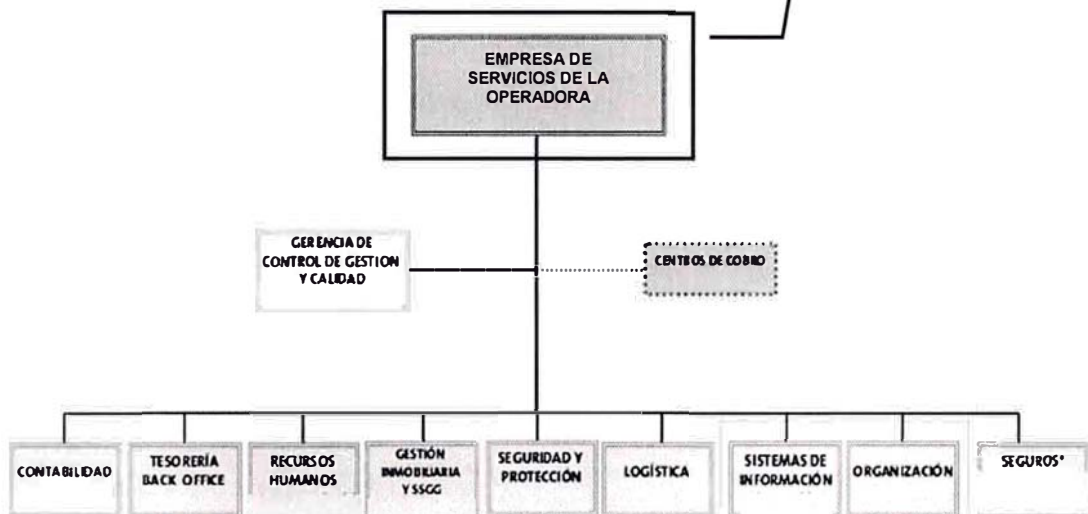 EMPRESA DE
SERVICIOS DE LA
OPERADORA
GERENCIA DE
CONTROL DE GESTION
Y CALIDAD
CENTROS DE COBRO
CONTABILIDAD
TESORERÍA
BACK OFFICE
RECURSOS
HUMANOS
GESTIÓN
INMOBILIARIA
Y SSGG
SEGURIDAD Y
PROTECCIÓN
LOGÍSTICA
SISTEMAS DE
INFORMACIÓN
ORGANIZACIÓN
SEGUROS*